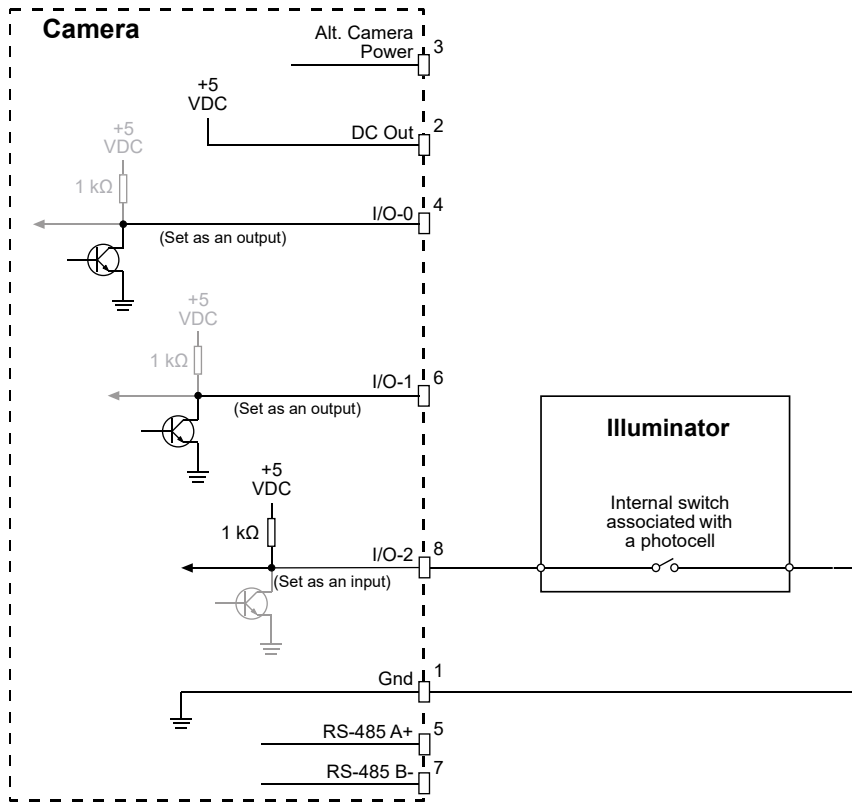 Camera
Alt. Camera
Power
3
+5
VDC
DC Out
2
+5
VDC
1 kΩ
I/O-0
4
(Set as an output)
+5
VDC
1 kΩ
I/O-1
6
(Set as an output)
Illuminator
+5
VDC
Internal switch
associated with
a photocell
1 kΩ
I/O-2
8
(Set as an input)
Gnd
1
RS-485 A+
5
RS-485 B-
7